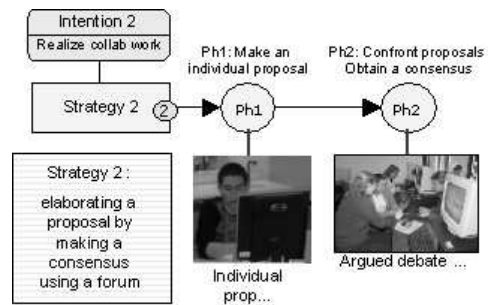 Intention 2
Realize collab work
Strategy 2
2
Ph1: Make an
individual proposal
Ph1
Ph2: Confront proposals
Obtain a consensus
Ph2
Strategy 2 :
elaborating a
proposal by
making a
consensus
using a forum
Individual
prop...
Argued debate ...